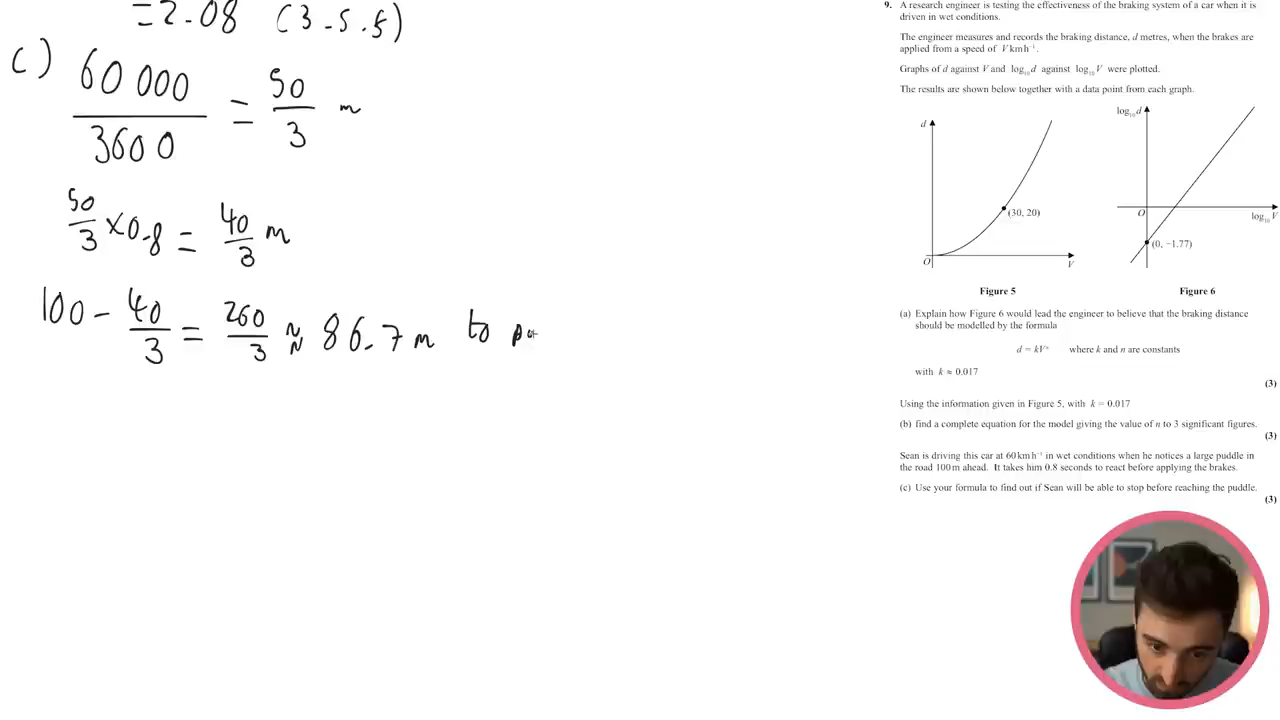 =2.08 (3.s.f)
c) 60 000 / 3600 = 50/3 m
50/3 ×0.8 = 40/3 m
100 - 40/3 = 260/3 ≈ 86.7 m to
9. A research engineer is testing the effectiveness of the braking system of a car when it is
driven in wet conditions.
The engineer measures and records the braking distance, d metres, when the brakes are
applied from a speed of V km h⁻¹.
Graphs of d against V and log₁₀ d against log₁₀ V were plotted.
The results are shown below together with a data point from each graph.
d
(30, 20)
O
V
Figure 5
log₁₀ d
O
log₁₀ V
(0, −1.77)
Figure 6
(a) Explain how Figure 6 would lead the engineer to believe that the braking distance
should be modelled by the formula
d = kVⁿ where k and n are constants
with k ≈ 0.017
(3)
Using the information given in Figure 5, with k = 0.017
(b) find a complete equation for the model giving the value of n to 3 significant figures.
(3)
Sean is driving this car at 60 km h⁻¹ in wet conditions when he notices a large puddle in
the road 100 m ahead. It takes him 0.8 seconds to react before applying the brakes.
(c) Use your formula to find out if Sean will be able to stop before reaching the puddle.
(3)